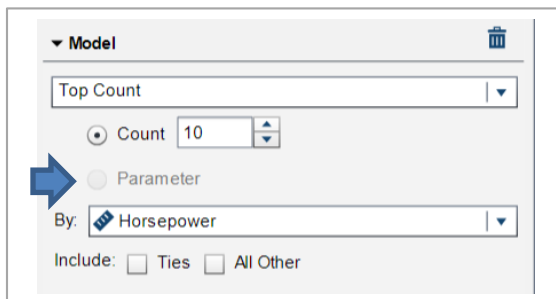 Model
Top Count
Count 10
Parameter
By: Horsepower
Include: Ties All Other